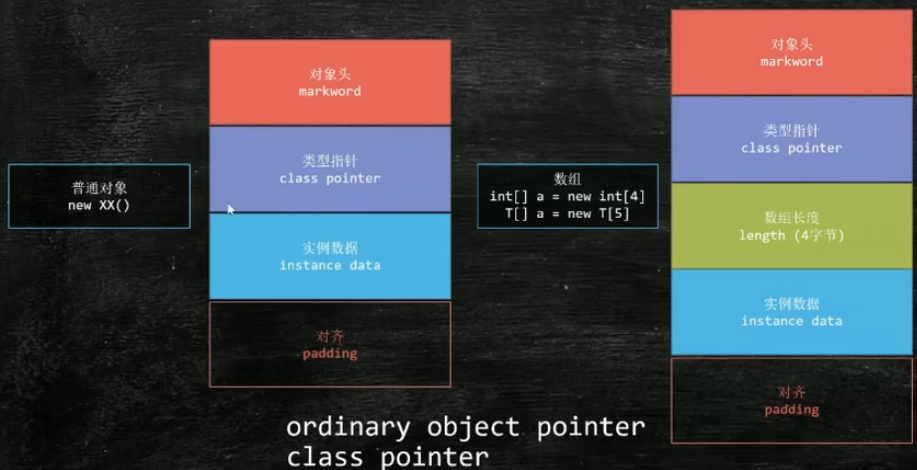 普通对象
new XX()
对象头
markword
类型指针
class pointer
实例数据
instance data
对齐
padding
数组
int[] a = new int[4]
T[] a = new T[5]
对象头
markword
类型指针
class pointer
数组长度
length (4字节)
实例数据
instance data
对齐
padding
ordinary object pointer
class pointer